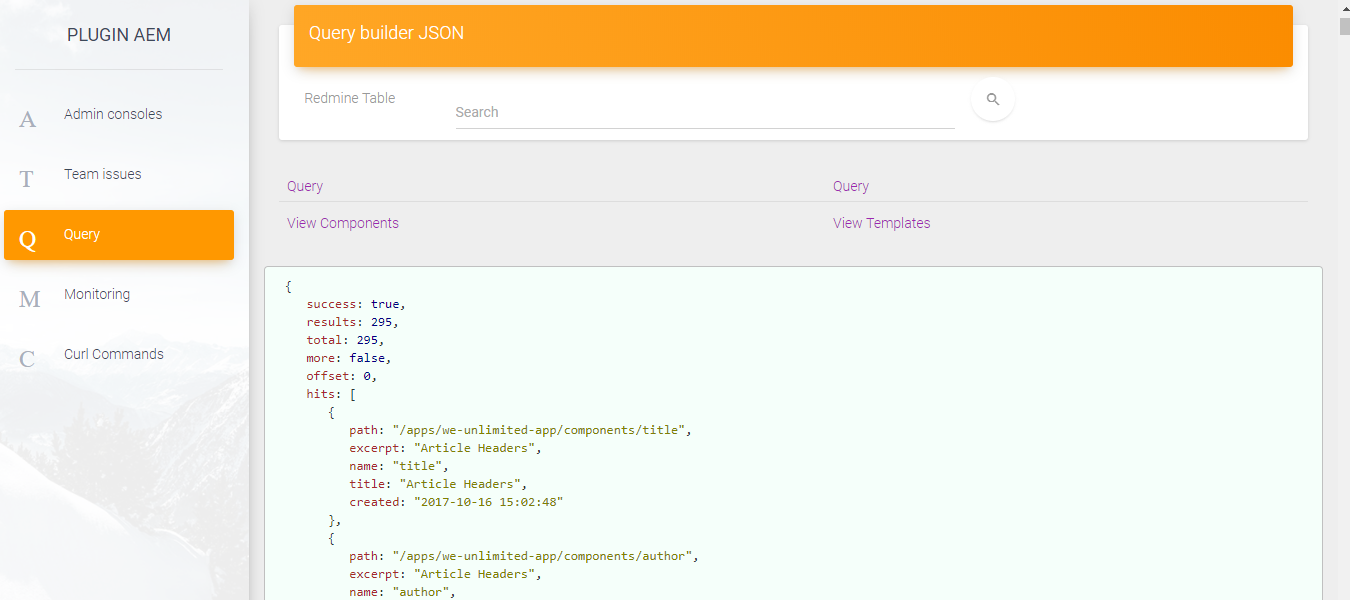 PLUGIN AEM
A Admin consoles
T Team issues
Q Query
M Monitoring
C Curl Commands
Query builder JSON
Redmine Table
Search
Query Query
View Components View Templates
{
success: true,
results: 295,
total: 295,
more: false,
offset: 0,
hits: [
{
path: "/apps/we-unlimited-app/components/title",
excerpt: "Article Headers",
name: "title",
title: "Article Headers",
created: "2017-10-16 15:02:48"
},
{
path: "/apps/we-unlimited-app/components/author",
excerpt: "Article Headers",
name: "author",